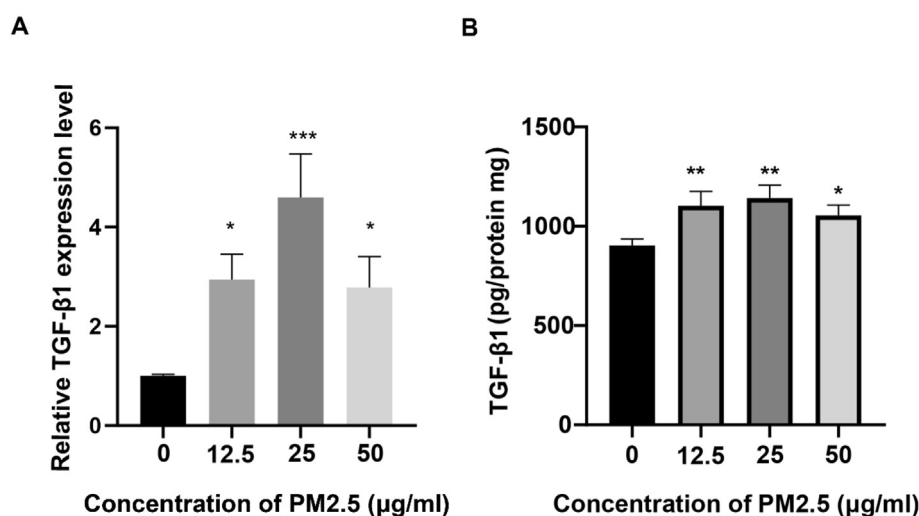 A
Relative TGF-β1 expression level
6
4
2
0
*
***
*
0 12.5 25 50
Concentration of PM2.5 (μg/ml)
B
TGF-β1 (pg/protein mg)
1500
1000
500
0
**
**
*
0 12.5 25 50
Concentration of PM2.5 (μg/ml)